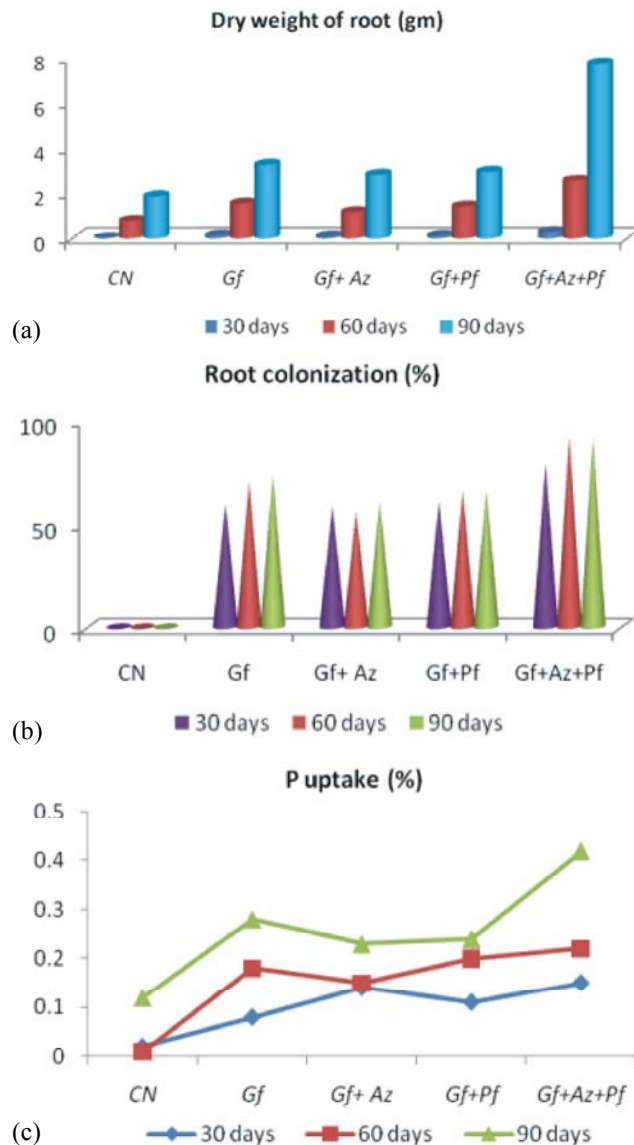 Dry weight of root (gm)
8
6
4
2
0
CN Gf Gf+ Az Gf+Pf Gf+Az+Pf
(a)
30 days 60 days 90 days
Root colonization (%)
100
50
0
CN Gf Gf+ Az Gf+Pf Gf+Az+Pf
(b)
30 days 60 days 90 days
P uptake (%)
0.5
0.4
0.3
0.2
0.1
0
CN Gf Gf+ Az Gf+Pf Gf+Az+Pf
(c)
30 days 60 days 90 days